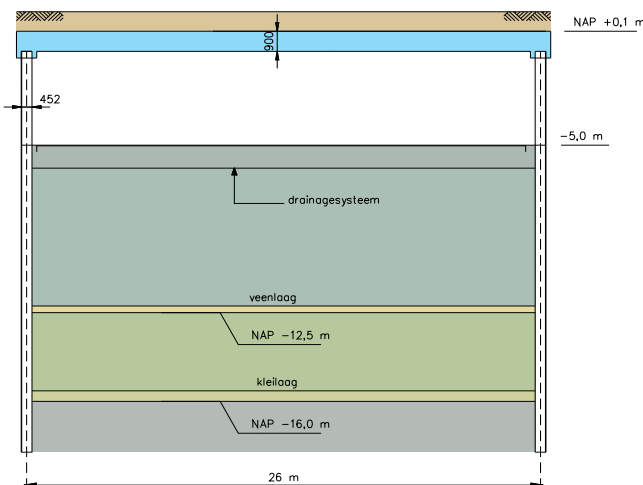 NAP +0,1 m
900
452
-5,0 m
drainagesysteem
veenlaag
NAP -12,5 m
kleilaag
NAP -16,0 m
26 m